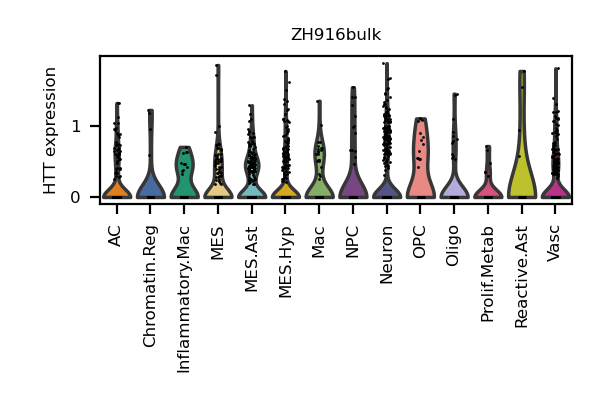 ZH916bulk
HTT expression
1
0
AC
Chromatin.Reg
Inflammatory.Mac
MES
MES.Ast
MES.Hyp
Mac
NPC
Neuron
OPC
Oligo
Prolif.Metab
Reactive.Ast
Vasc